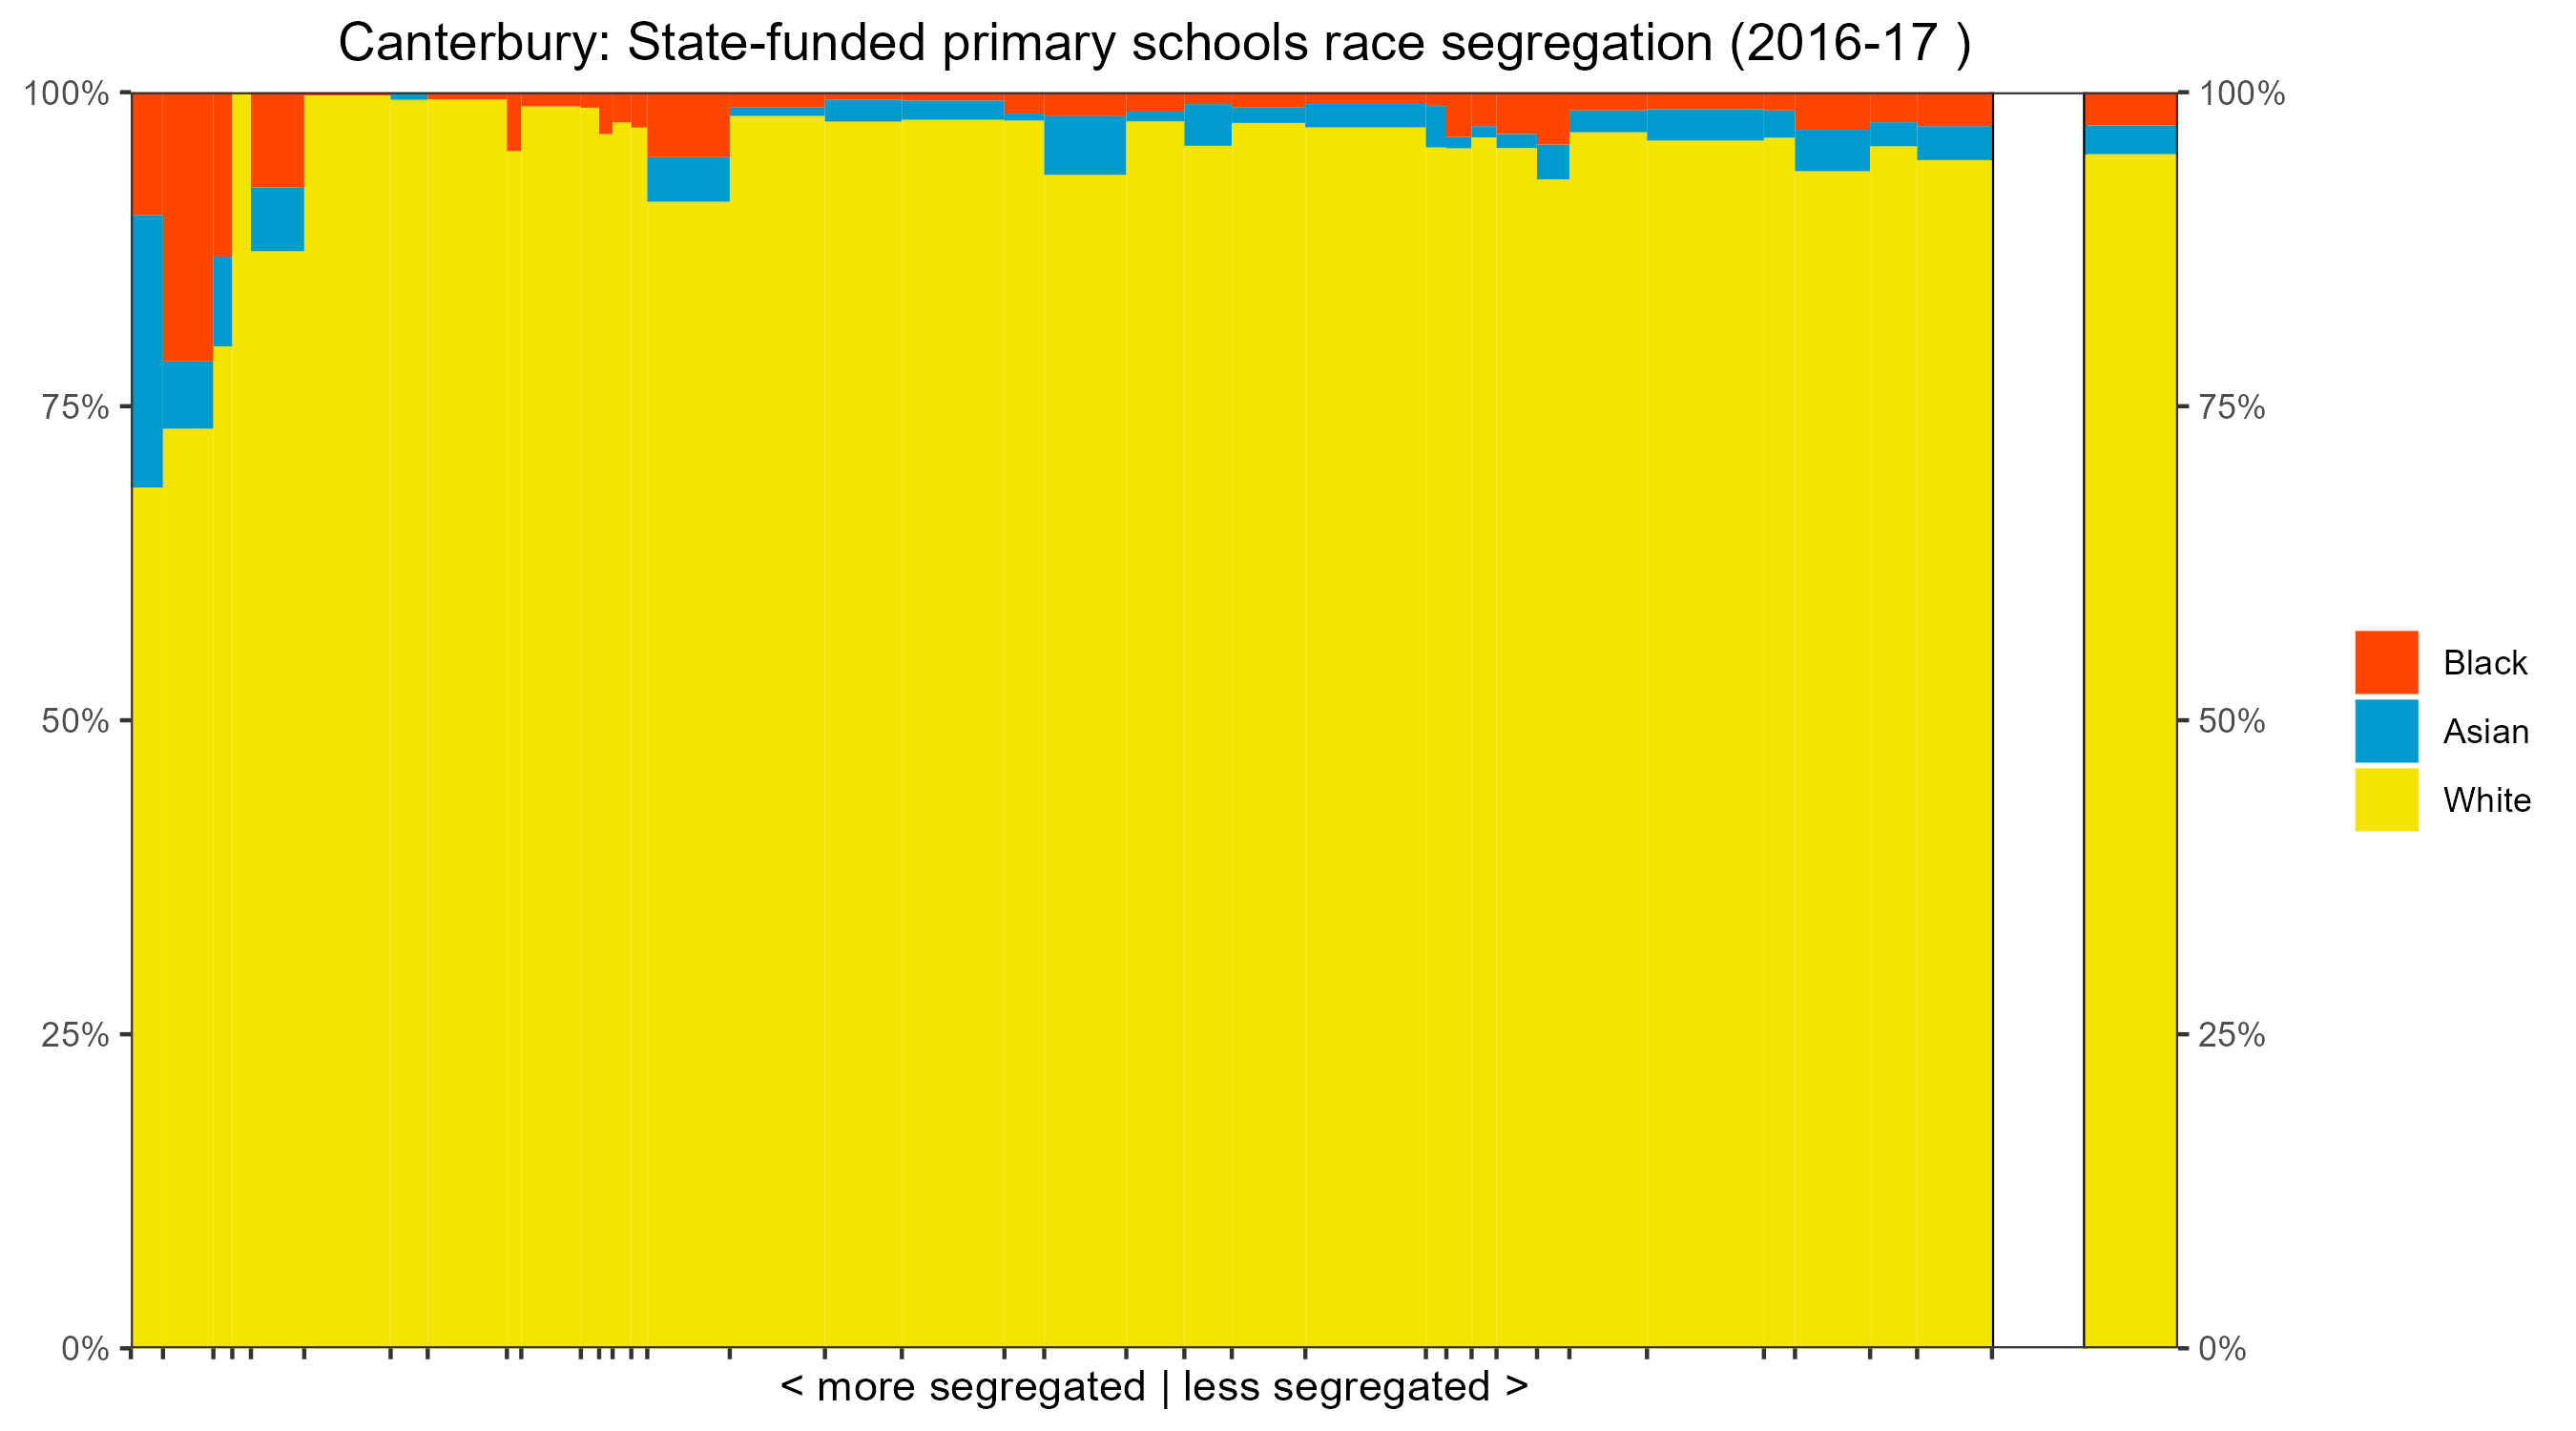 Canterbury: State-funded primary schools race segregation (2016-17 )
100%
75%
50%
25%
0%
100%
75%
50%
25%
0%
< more segregated | less segregated >
Black
Asian
White